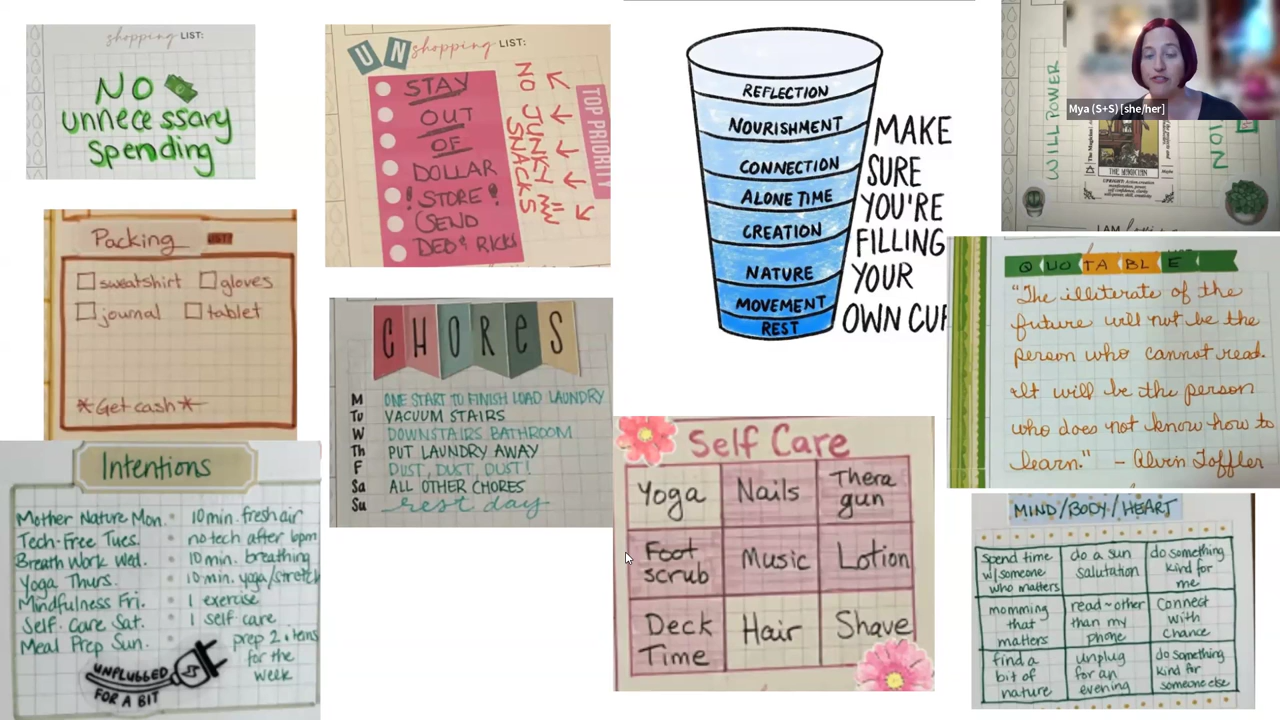 shopping LIST:
NO
unnecessary
spending
UN shopping LIST:
STAY
OUT
OF
DOLLAR
! STORE !
(SEND
DED & RICKS
NO JUNKY
SNACKS
TOP PRIORITY
REFLECTION
NOURISHMENT
CONNECTION
ALONE TIME
CREATION
NATURE
MOVEMENT
REST
MAKE
SURE
YOU'RE
FILLING
YOUR
OWN CUP
Mya (S+S) [she/her]
WILL POWER
THE MAGICIAN
NOI
I AM
Packing LIST:
sweatshirt gloves
journal tablet
*Get cash*
CHORES
M ONE START TO FINISH LOAD LAUNDRY
Tu VACUUM STAIRS
W DOWNSTAIRS BATHROOM
Th PUT LAUNDRY AWAY
F DUST, DUST, DUST!
Sa ALL OTHER CHORES
Su rest day
QUOTABLE
"The illiterate of the
future will not be the
person who cannot read.
It will be the person
who does not know how to
learn." - Alvin Toffler
Intentions
Mother Nature Mon. • 10 min. fresh air
Tech-Free Tues. • no tech after 6pm
Breath Work Wed. • 10 min. breathing
Yoga Thurs. • 10 min. yoga/stretch
Mindfulness Fri. • 1 exercise
Self-Care Sat. • 1 self care
Meal Prep Sun. • prep 2 items
for the
week
UNPLUGGED
FOR A BIT
Self Care
Yoga Nails Thera
gun
Foot
scrub Music Lotion
Deck
Time Hair Shave
MIND/BODY/HEART
spend time
w/someone
who matters
do a sun
salutation
do something
kind for
me
momming
that
matters
read~other
than my
phone
connect
with
chance
find a
bit of
nature
unplug
for an
evening
do something
kind for
someone else